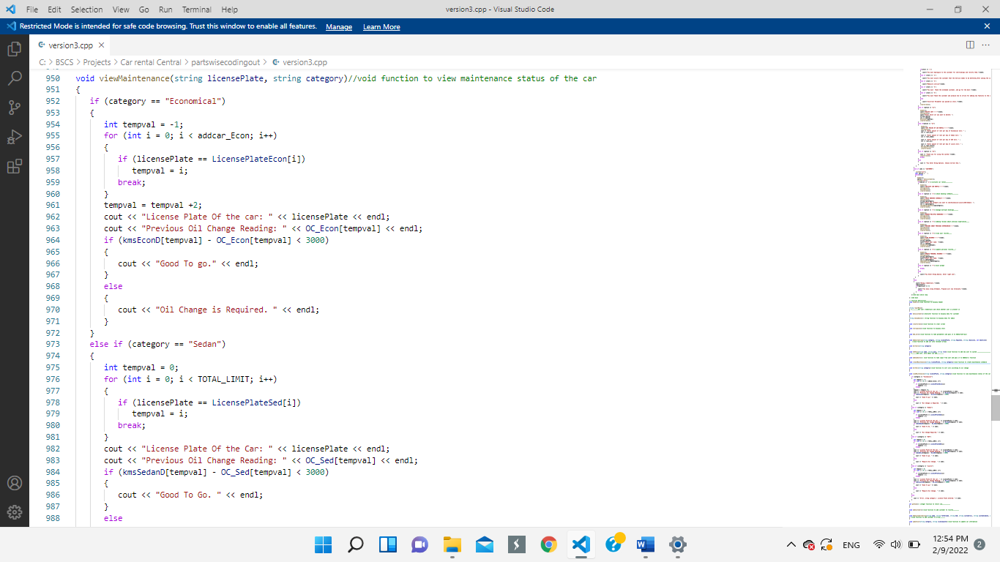 File Edit Selection View Go Run Terminal Help version3.cpp - Visual Studio Code
Restricted Mode is intended for safe code browsing. Trust this window to enable all features. Manage Learn More
version3.cpp
C: > BSCS > Projects > Car rental Central > partswisecodingout > version3.cpp
950 void viewMaintenance(string licensePlate, string category)//void function to view maintenance status of the car
951 {
952 if (category == "Economical")
953 {
954 int tempval = -1;
955 for (int i = 0; i < addcar_Econ; i++)
956 {
957 if (licensePlate == LicensePlateEcon[i])
958 tempval = i;
959 break;
960 }
961 tempval = tempval +2;
962 cout << "License Plate Of the car: " << licensePlate << endl;
963 cout << "Previous Oil Change Reading: " << OC_Econ[tempval] << endl;
964 if (kmsEconD[tempval] - OC_Econ[tempval] < 3000)
965 {
966 cout << "Good To go." << endl;
967 }
968 else
969 {
970 cout << "Oil Change is Required. " << endl;
971 }
972 }
973 else if (category == "Sedan")
974 {
975 int tempval = 0;
976 for (int i = 0; i < TOTAL_LIMIT; i++)
977 {
978 if (licensePlate == LicensePlateSed[i])
979 tempval = i;
980 break;
981 }
982 cout << "License Plate Of the Car: " << licensePlate << endl;
983 cout << "Previous Oil Change Reading: " << OC_Sed[tempval] << endl;
984 if (kmsSedanD[tempval] - OC_Sed[tempval] < 3000)
985 {
986 cout << "Good To Go. " << endl;
987 }
988 else
ENG
12:54 PM
2/9/2022
2